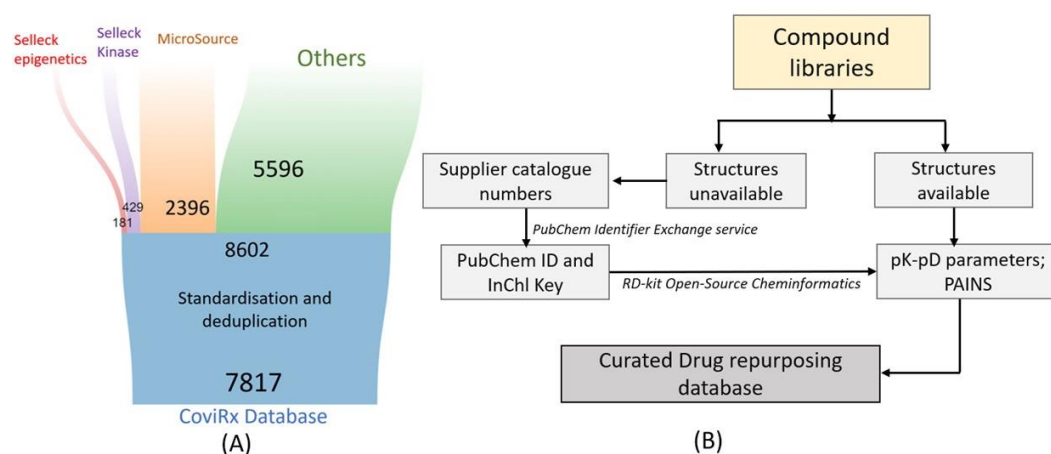 Selleck
epigenetics
Selleck
Kinase
MicroSource
Others
5596
2396
429
181
8602
Standardisation and
deduplication
7817
CoviRx Database
(A)
Compound
libraries
Supplier catalogue
numbers
Structures
unavailable
Structures
available
PubChem Identifier Exchange service
PubChem ID and
InChl Key
RD-kit Open-Source Cheminformatics
pK-pD parameters;
PAINS
Curated Drug repurposing
database
(B)